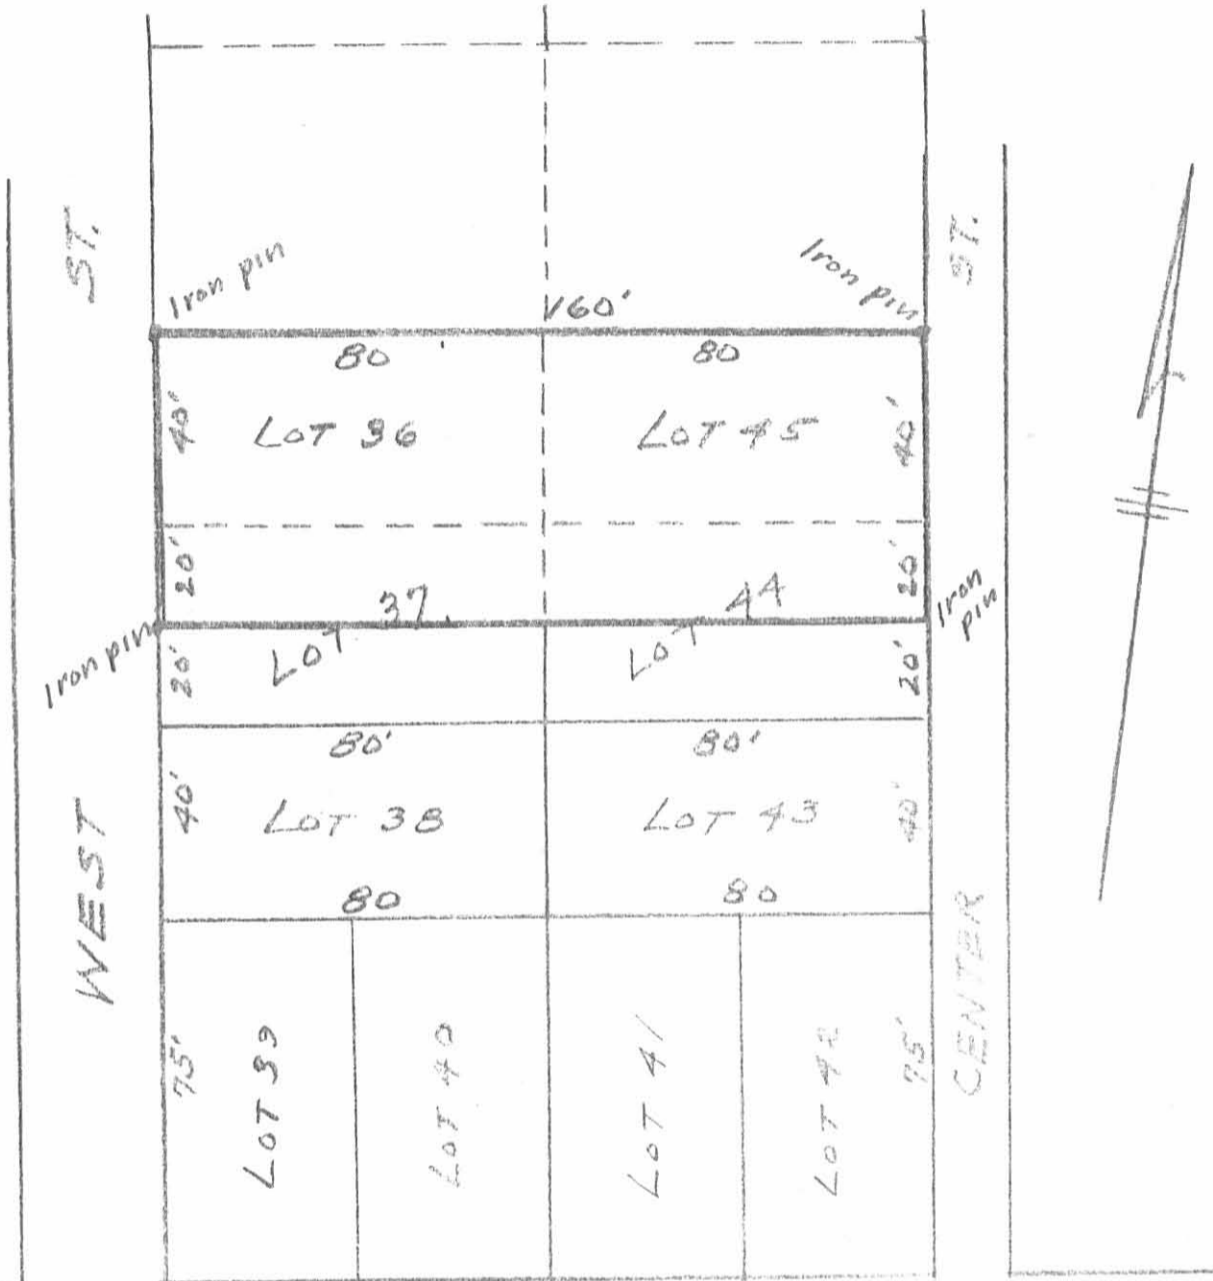 ST.
ST.
Iron pin
Iron pin
160'
80
80
40'
LOT 36
LOT 45
40'
20'
20'
LOT 37
LOT 44
Iron pin
Iron pin
20'
20'
80'
80'
40'
LOT 38
LOT 43
40'
WEST
CENTER
80
80
75'
LOT 39
LOT 40
LOT 41
LOT 42
75'